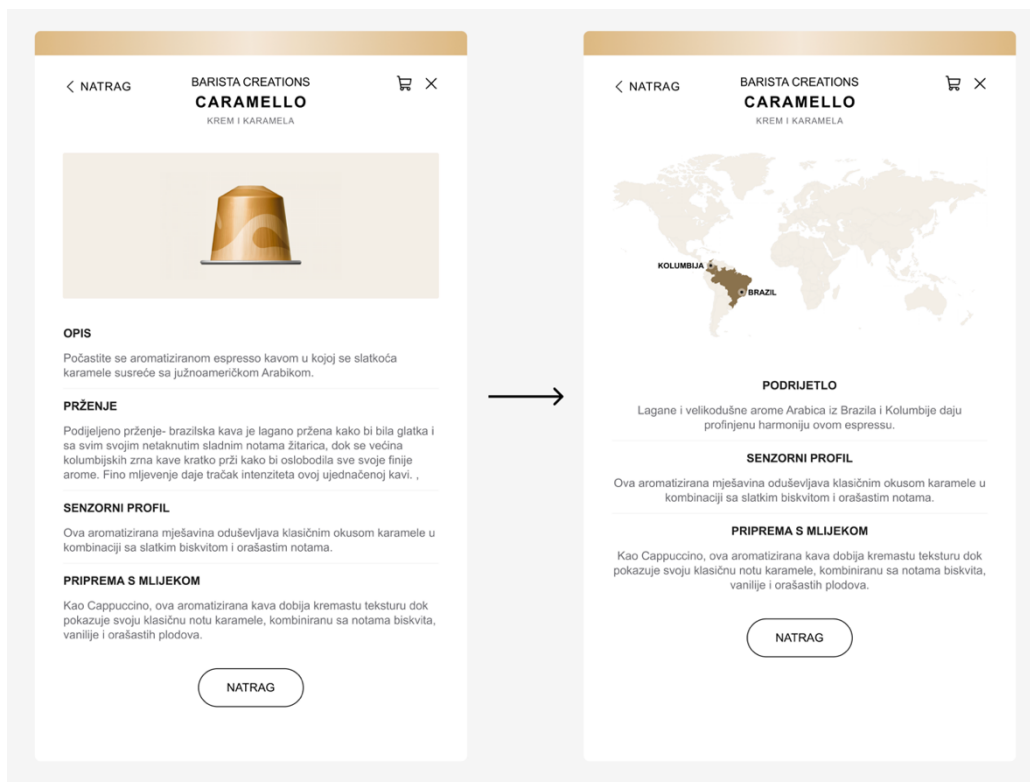 NATRAG
BARISTA CREATIONS
CARAMELLO
KREM I KARAMELA
OPIS
Počastite se aromatiziranom espresso kavom u kojoj se slatkoća
karamele susreće sa južnoameričkom Arabikom.
PRŽENJE
Podijeljeno prženje- brazilska kava je lagano pržena kako bi bila glatka i
sa svim svojim netaknutim sladnim notama žitarica, dok se većina
kolumbijskih zrna kave kratko prži kako bi oslobodila sve svoje finije
arome. Fino mljevenje daje tračak intenziteta ovoj ujednačenoj kavi. ,
SENZORNI PROFIL
Ova aromatizirana mješavina oduševljava klasičnim okusom karamele u
kombinaciji sa slatkim biskvitom i orašastim notama.
PRIPREMA S MLIJEKOM
Kao Cappuccino, ova aromatizirana kava dobija kremastu teksturu dok
pokazuje svoju klasičnu notu karamele, kombiniranu sa notama biskvita,
vanilije i orašastih plodova.
NATRAG
NATRAG
BARISTA CREATIONS
CARAMELLO
KREM I KARAMELA
KOLUMBIJA
BRAZIL
PODRIJETLO
Lagane i velikodušne arome Arabica iz Brazila i Kolumbije daju
profinjenu harmoniju ovom espressu.
SENZORNI PROFIL
Ova aromatizirana mješavina oduševljava klasičnim okusom karamele u
kombinaciji sa slatkim biskvitom i orašastim notama.
PRIPREMA S MLIJEKOM
Kao Cappuccino, ova aromatizirana kava dobija kremastu teksturu dok
pokazuje svoju klasičnu notu karamele, kombiniranu sa notama biskvita,
vanilije i orašastih plodova.
NATRAG